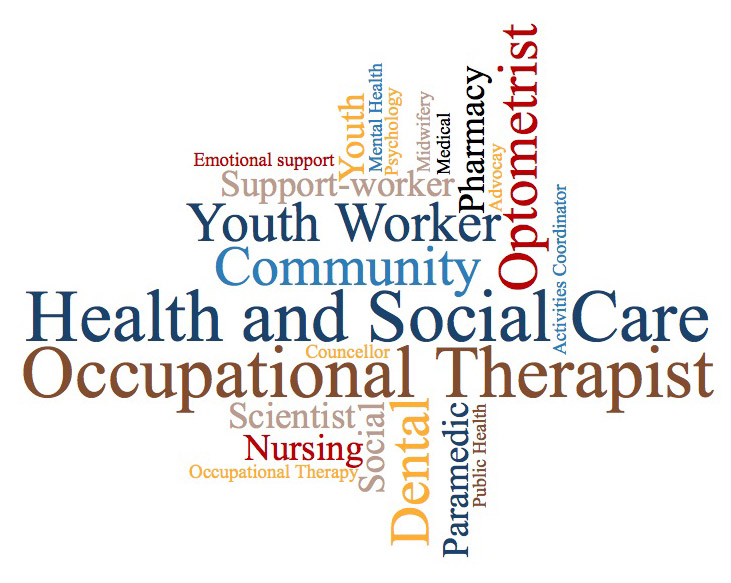 Optometrist
Pharmacy
Mental Health
Psychology
Youth
Midwifery
Medical
Advocay
Emotional support
Support-worker
Youth Worker
Activities Coordinator
Community
Health and Social Care
Councellor
Occupational Therapist
Scientist
Social
Dental
Paramedic
Public Health
Nursing
Occupational Therapy